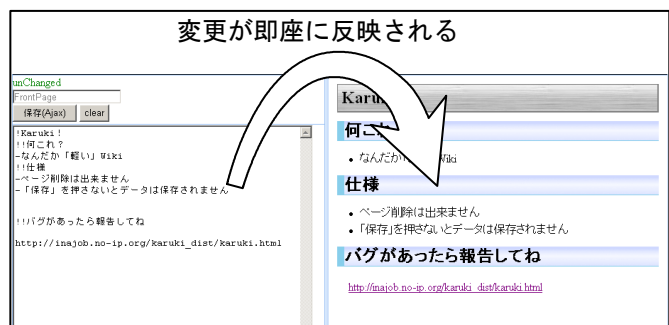 変更が即座に反映される
unChanged
FrontPage
保存(Ajax) clear
!Karuki!
!!何これ?
-なんだか「軽い」Wiki
!!仕様
-ページ削除は出来ません
-「保存」を押さないとデータは保存されません
!!バグがあったら報告してね
http://inajob.no-ip.org/karuki_dist/karuki.html
何これ
なんだか
仕様
ページ削除は出来ません
「保存」を押さないとデータは保存されません
バグがあったら報告してね
http://inajob.no-ip.org/karuki_dist/karuki.html